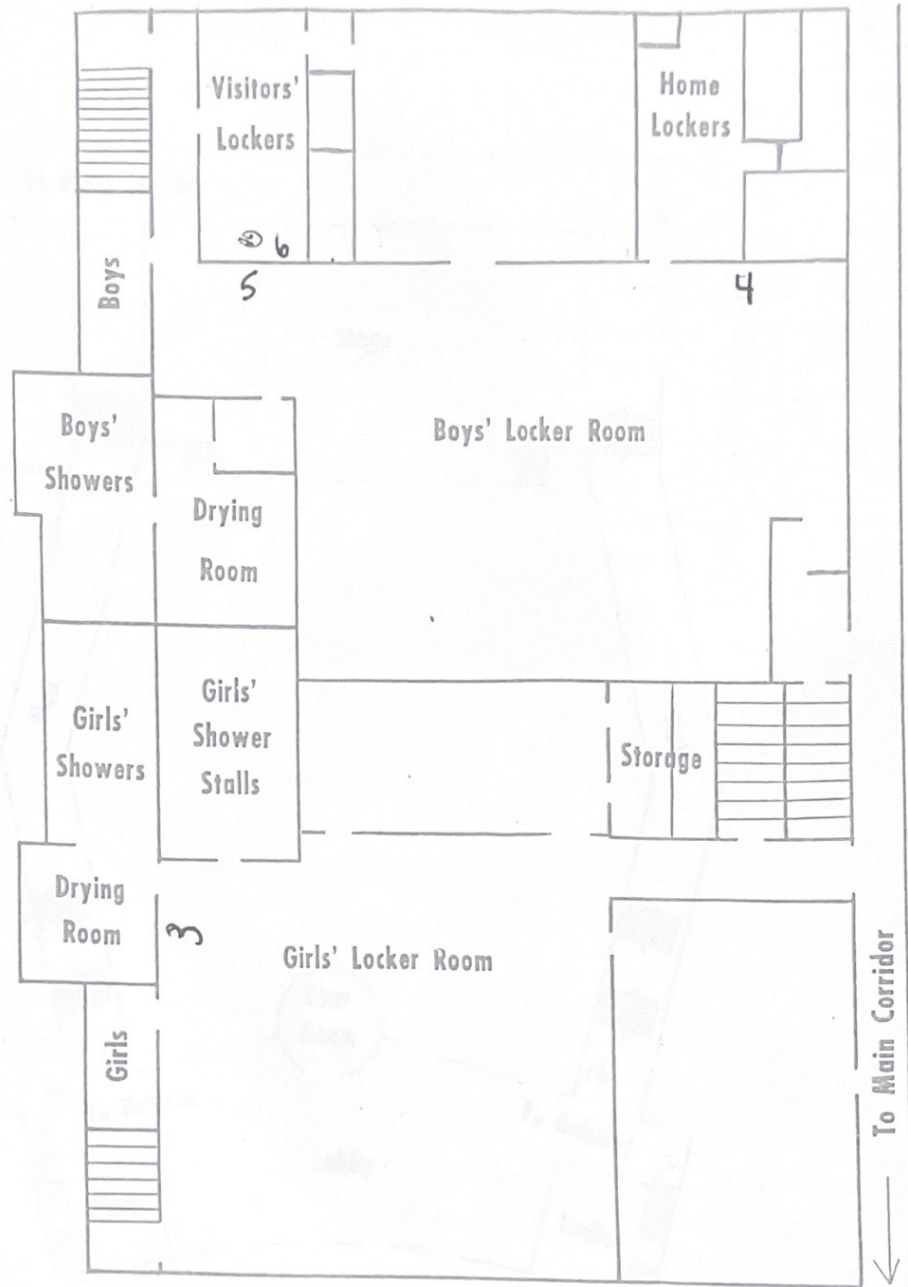 Visitors'
Lockers
Home
Lockers
6
5
4
Boys
Boys'
Showers
Boys' Locker Room
Drying
Room
Girls'
Showers
Girls'
Shower
Stalls
Storage
Drying
Room
3
Girls' Locker Room
Girls
To Main Corridor